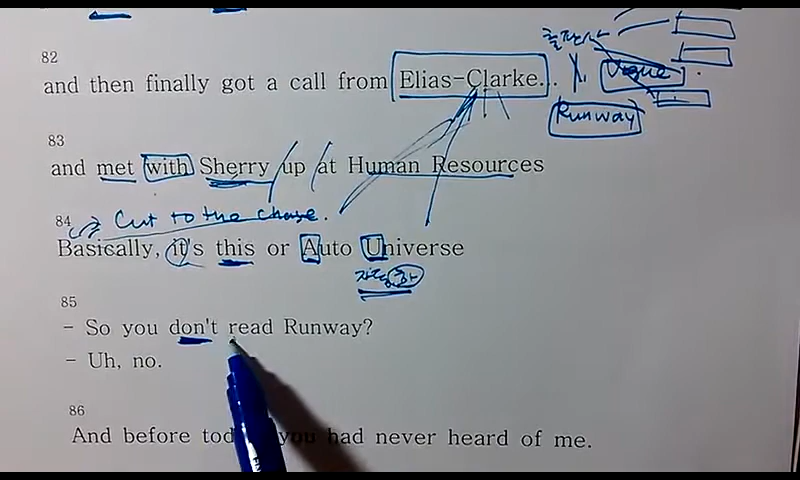 82
출판사
and then finally got a call from Elias-Clarke... Vogue
Runway
83
and met with Sherry up at Human Resources
84 Cut to the chase.
Basically, it's this or Auto Universe
85
- So you don't read Runway?
- Uh, no.
86
And before you had never heard of me.